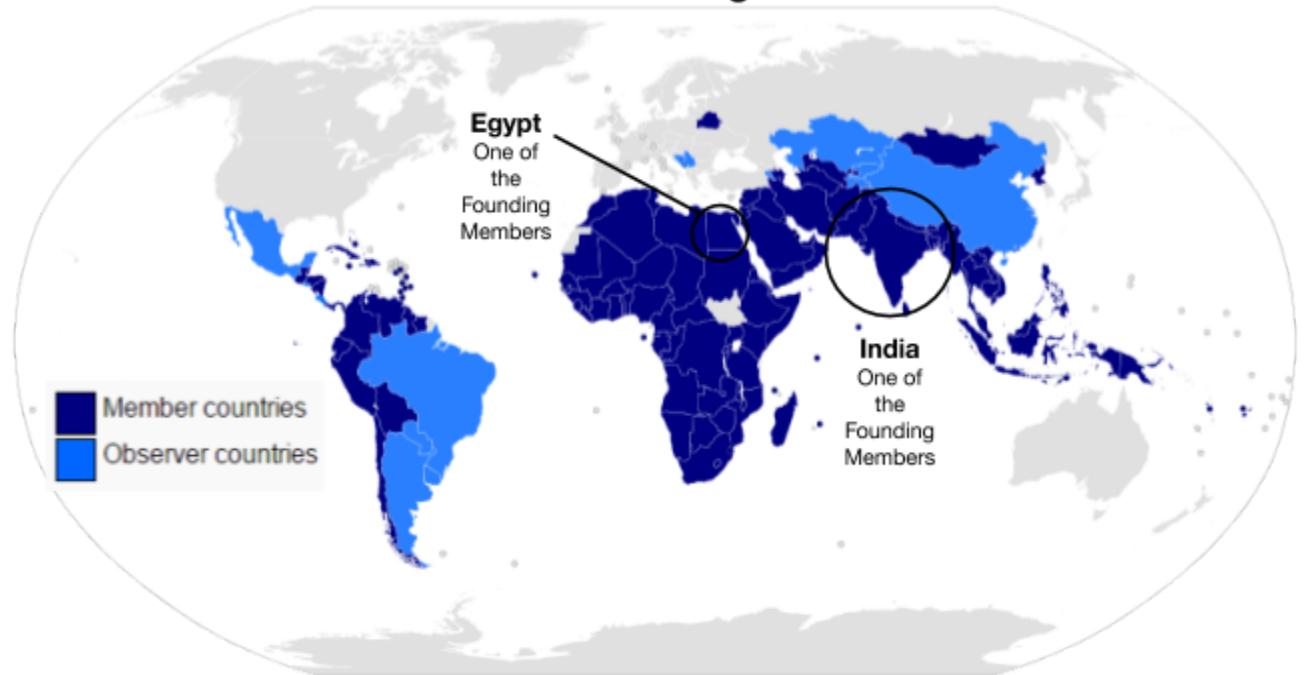 Egypt
One of
the
Founding
Members
India
One of
the
Founding
Members
Member countries
Observer countries